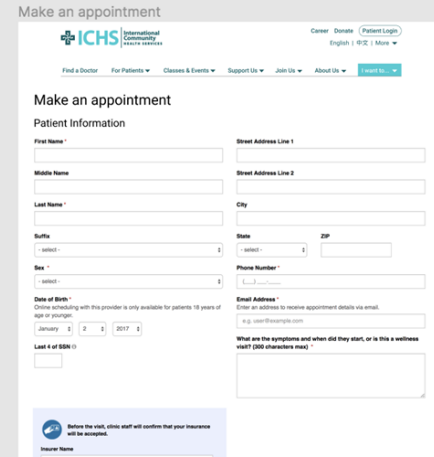 Make an appointment
ICHS International Community HEALTH SERVICES
Career Donate Patient Login
English | 中文 | More
Find a Doctor For Patients Classes & Events Support Us Join Us About Us I want to...
Make an appointment
Patient Information
First Name *
Street Address Line 1
Middle Name
Street Address Line 2
Last Name *
City
Suffix
State
ZIP
- select -
- select -
Sex *
Phone Number *
- select -
(___) ___-____
Date of Birth *
Online scheduling with this provider is only available for patients 18 years of
age or younger.
January 2 2017
Email Address *
Enter an address to receive appointment details via email.
e.g. user@example.com
Last 4 of SSN
What are the symptoms and when did they start, or is this a wellness
visit? (300 characters max) *
Before the visit, clinic staff will confirm that your insurance
will be accepted.
Insurer Name